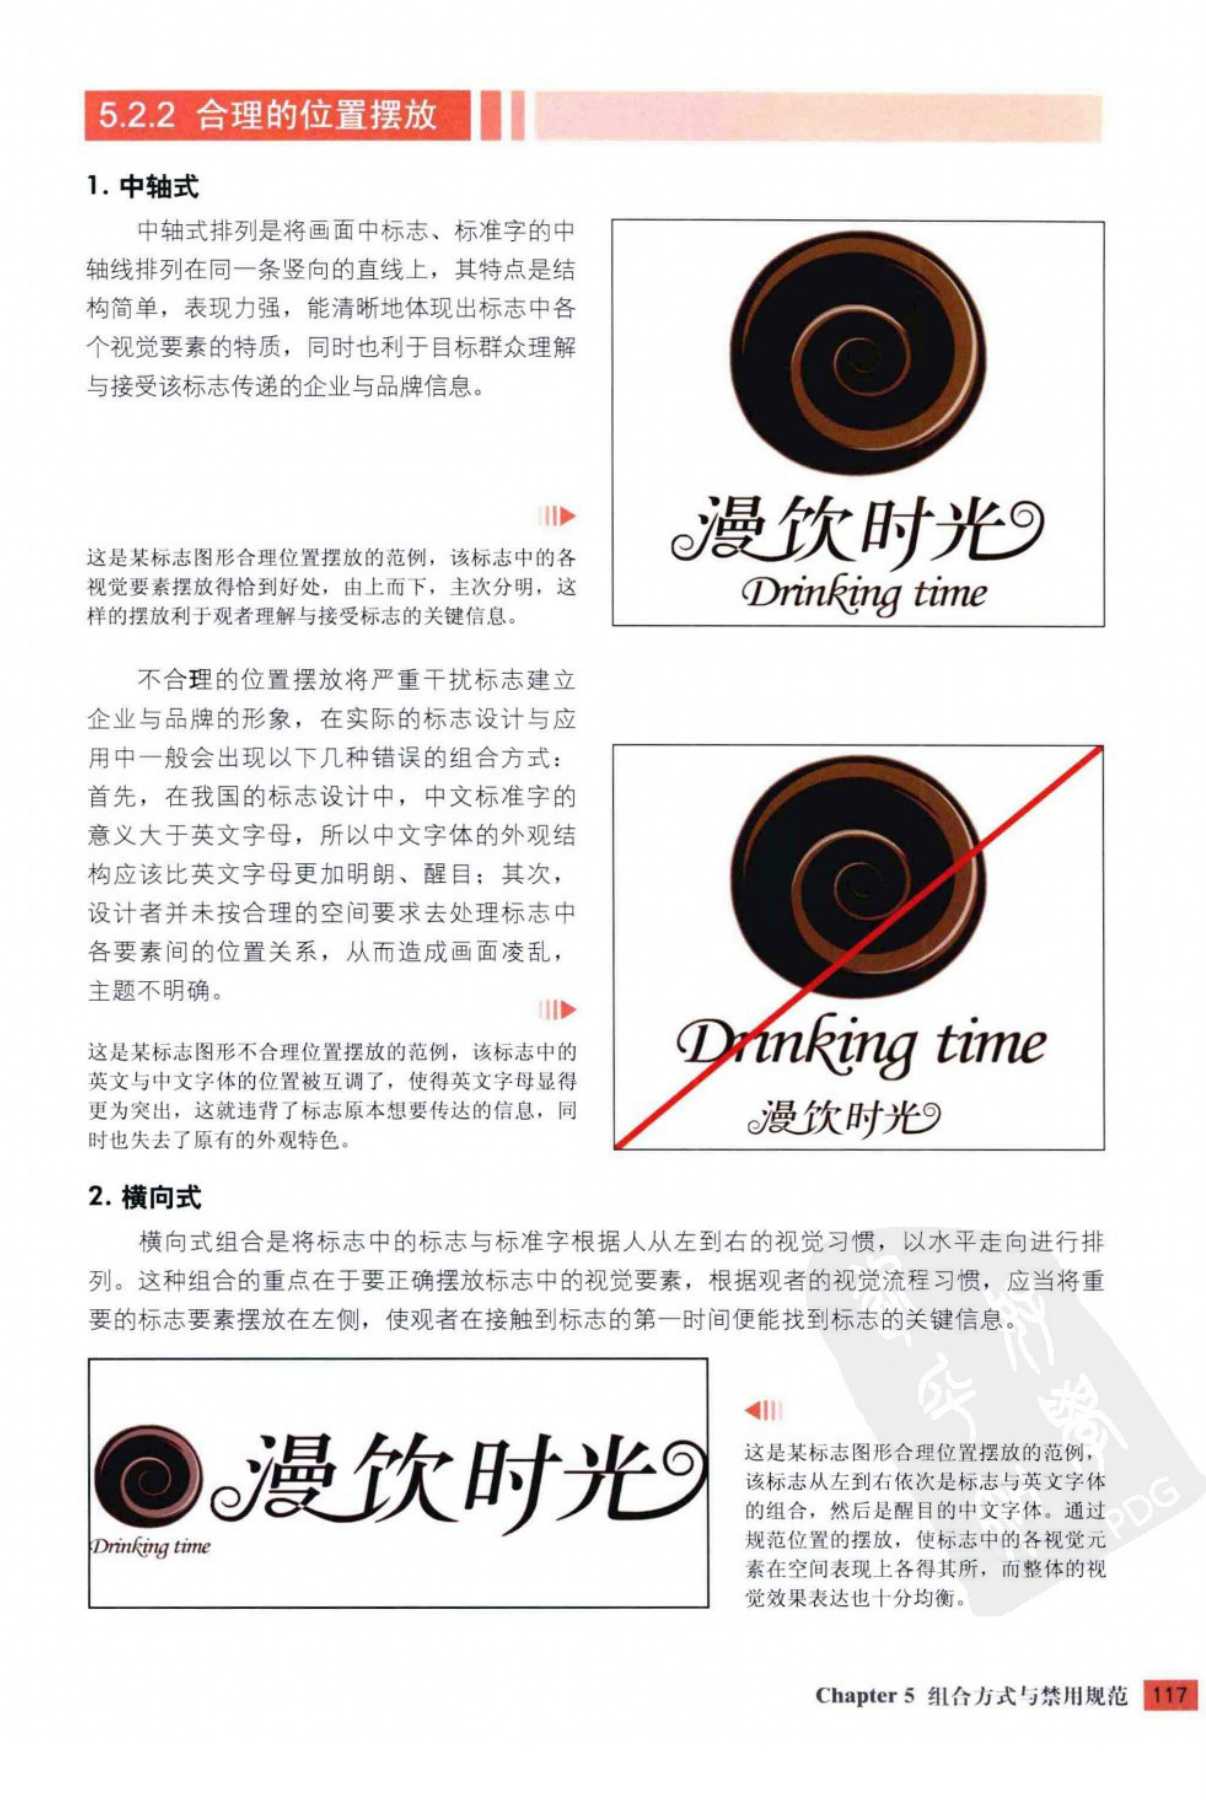 5.2.2 合理的位置摆放
1. 中轴式
中轴式排列是将画面中标志、标准字的中
轴线排列在同一条竖向的直线上，其特点是结
构简单，表现力强，能清晰地体现出标志中各
个视觉要素的特质，同时也利于目标群众理解
与接受该标志传递的企业与品牌信息。
漫饮时光
Drinking time
这是某标志图形合理位置摆放的范例，该标志中的各
视觉要素摆放得恰到好处，由上而下，主次分明，这
样的摆放利于观者理解与接受标志的关键信息。
不合理的位置摆放将严重干扰标志建立
企业与品牌的形象，在实际的标志设计与应
用中一般会出现以下几种错误的组合方式：
首先，在我国的标志设计中，中文标准字的
意义大于英文字母，所以中文字体的外观结
构应该比英文字母更加明朗、醒目；其次，
设计者并未按合理的空间要求去处理标志中
各要素间的位置关系，从而造成画面凌乱，
主题不明确。
Drinking time
漫饮时光
这是某标志图形不合理位置摆放的范例，该标志中的
英文与中文字体的位置被互调了，使得英文字母显得
更为突出，这就违背了标志原本想要传达的信息，同
时也失去了原有的外观特色。
2. 横向式
横向式组合是将标志中的标志与标准字根据人从左到右的视觉习惯，以水平走向进行排
列。这种组合的重点在于要正确摆放标志中的视觉要素，根据观者的视觉流程习惯，应当将重
要的标志要素摆放在左侧，使观者在接触到标志的第一时间便能找到标志的关键信息。
漫饮时光
Drinking time
这是某标志图形合理位置摆放的范例，
该标志从左到右依次是标志与英文字体
的组合，然后是醒目的中文字体。通过
规范位置的摆放，使标志中的各视觉元
素在空间表现上各得其所，而整体的视
觉效果表达也十分均衡。
PDG
Chapter 5 组合方式与禁用规范 117